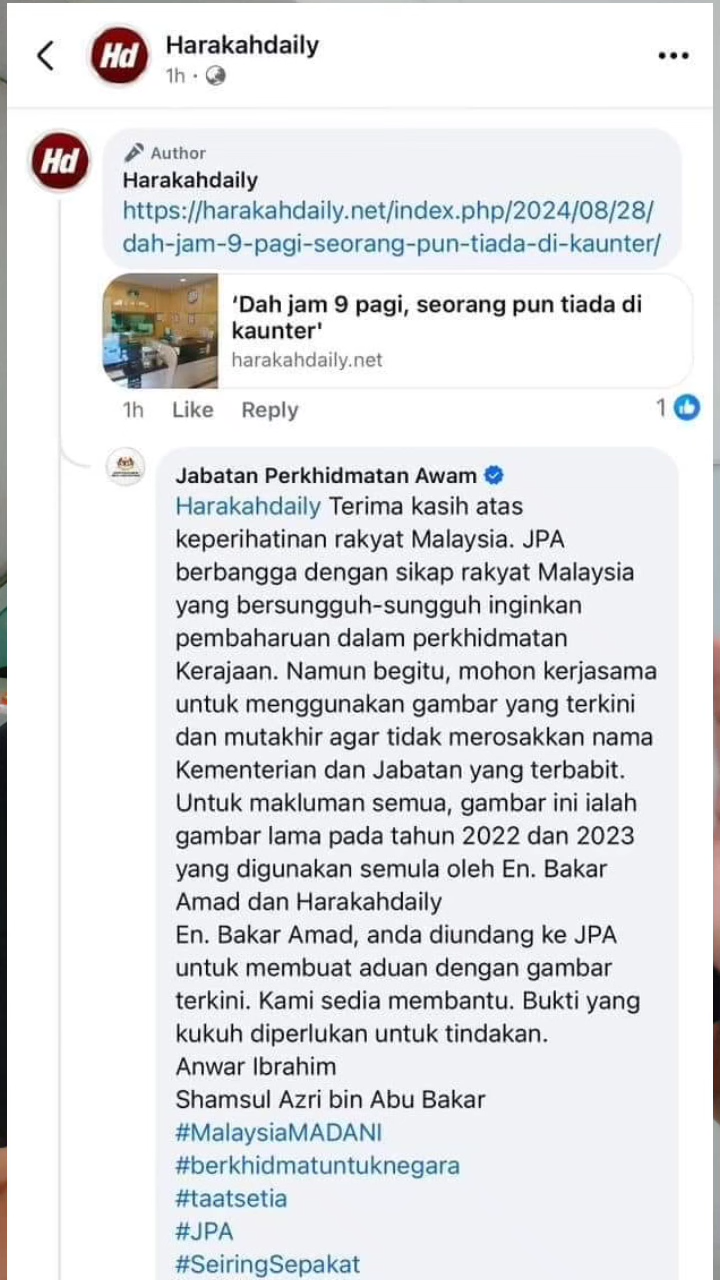 Hd
Harakahdaily
1h ·
Hd
Author
Harakahdaily
https://harakahdaily.net/index.php/2024/08/28/
dah-jam-9-pagi-seorang-pun-tiada-di-kaunter/
‘Dah jam 9 pagi, seorang pun tiada di
kaunter'
harakahdaily.net
1h Like Reply 1
Jabatan Perkhidmatan Awam
Harakahdaily Terima kasih atas
keperihatinan rakyat Malaysia. JPA
berbangga dengan sikap rakyat Malaysia
yang bersungguh-sungguh inginkan
pembaharuan dalam perkhidmatan
Kerajaan. Namun begitu, mohon kerjasama
untuk menggunakan gambar yang terkini
dan mutakhir agar tidak merosakkan nama
Kementerian dan Jabatan yang terbabit.
Untuk makluman semua, gambar ini ialah
gambar lama pada tahun 2022 dan 2023
yang digunakan semula oleh En. Bakar
Amad dan Harakahdaily
En. Bakar Amad, anda diundang ke JPA
untuk membuat aduan dengan gambar
terkini. Kami sedia membantu. Bukti yang
kukuh diperlukan untuk tindakan.
Anwar Ibrahim
Shamsul Azri bin Abu Bakar
#MalaysiaMADANI
#berkhidmatuntuknegara
#taatsetia
#JPA
#SeiringSepakat